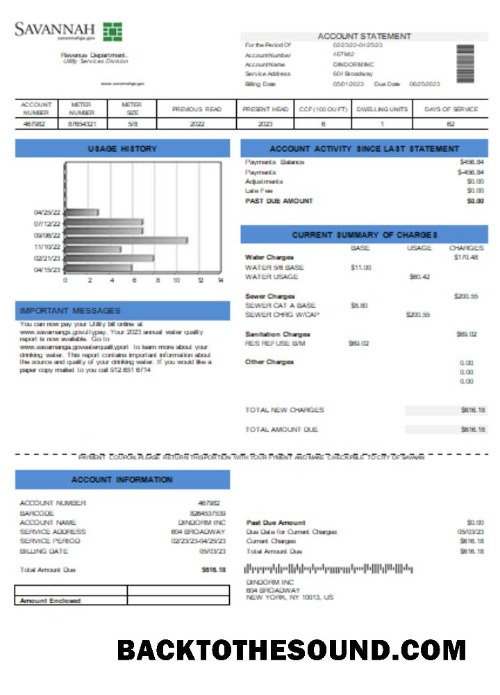 SAVANNAH
savannahga.gov
Revenue Department.
Utility Services Division
www.savannahga.gov
ACCOUNT STATEMENT
For the Period Of 02/23/22-04/25/23
Account Number 467982
Account Name DINDORM INC
Service Address 604 Broadway
Billing Date 05/01/2023 Due Date 06/25/2023
ACCOUNT NUMBER METER NUMBER METER SIZE PREVIOUS READ PRESENT READ CCF (100 CU FT) DWELLING UNITS DAYS OF SERVICE
467982 87654321 5/8 2022 2023 6 1 62
USAGE HISTORY
04/25/22
07/12/22
09/06/22
11/10/22
02/21/23
04/15/23
0 2 4 6 8 10 12 14
IMPORTANT MESSAGES
You can now pay your Utility bill online at
Your 2023 annual water quality
report is now available. Go to
to learn more about your
drinking water. This report contains important information about
the source and quality of your drinking water. If you would like a
paper copy mailed to you call 912.651.6714
ACCOUNT ACTIVITY SINCE LAST STATEMENT
Payments Balance $456.84
Payments $-456.84
Adjustments $0.00
Late Fee $0.00
PAST DUE AMOUNT $0.00
CURRENT SUMMARY OF CHARGES
BASE USAGE CHARGES
Water Charges $170.48
WATER 5/8 BASE $11.00
WATER USAGE $60.42
Sewer Charges $200.55
SEWER CAT A BASE $8.80
SEWER CHRG W/CAP $200.55
Sanitation Charges $69.02
RES REFUSE B/M $69.02
Other Charges 0.00
0.00
0.00
TOTAL NEW CHARGES $616.18
TOTAL AMOUNT DUE $616.18
PAYMENT COUPON. PLEASE RETURN THIS PORTION WITH YOUR PYMENT AND MAKE
ACCOUNT INFORMATION
ACCOUNT NUMBER 467982
BARCODE 8264537539
ACCOUNT NAME DINDORM INC
SERVICE ADDRESS 604 BROADWAY
SERVICE PERIOD 02/23/23-04/25/23
BILLING DATE 05/03/23
Total Amount Due $616.18
Amount Enclosed
Past Due Amount $0.00
Due Date for Current Charges 05/03/23
Current Charges $616.18
Total Amount Due $616.18
DINDORM INC
604 BROADWAY
NEW YORK, NY 10013, US
BACKTOTHESOUND.COM